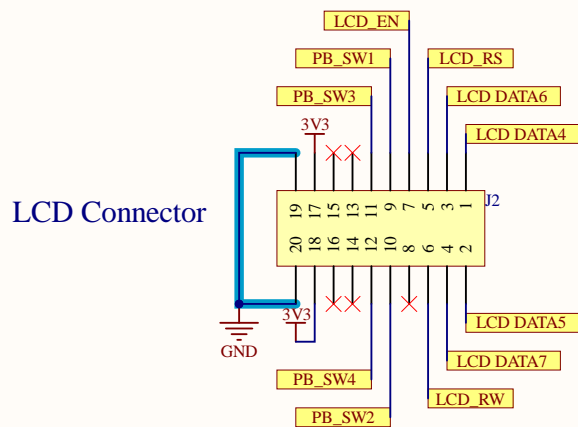 LCD_EN
PB_SW1
LCD_RS
PB_SW3
LCD DATA6
3V3
LCD DATA4
J2
19 17 15 13 11 9 7 5 3 1
LCD Connector
20 18 16 14 12 10 8 6 4 2
3V3
LCD DATA5
GND
LCD DATA7
PB_SW4
LCD_RW
PB_SW2